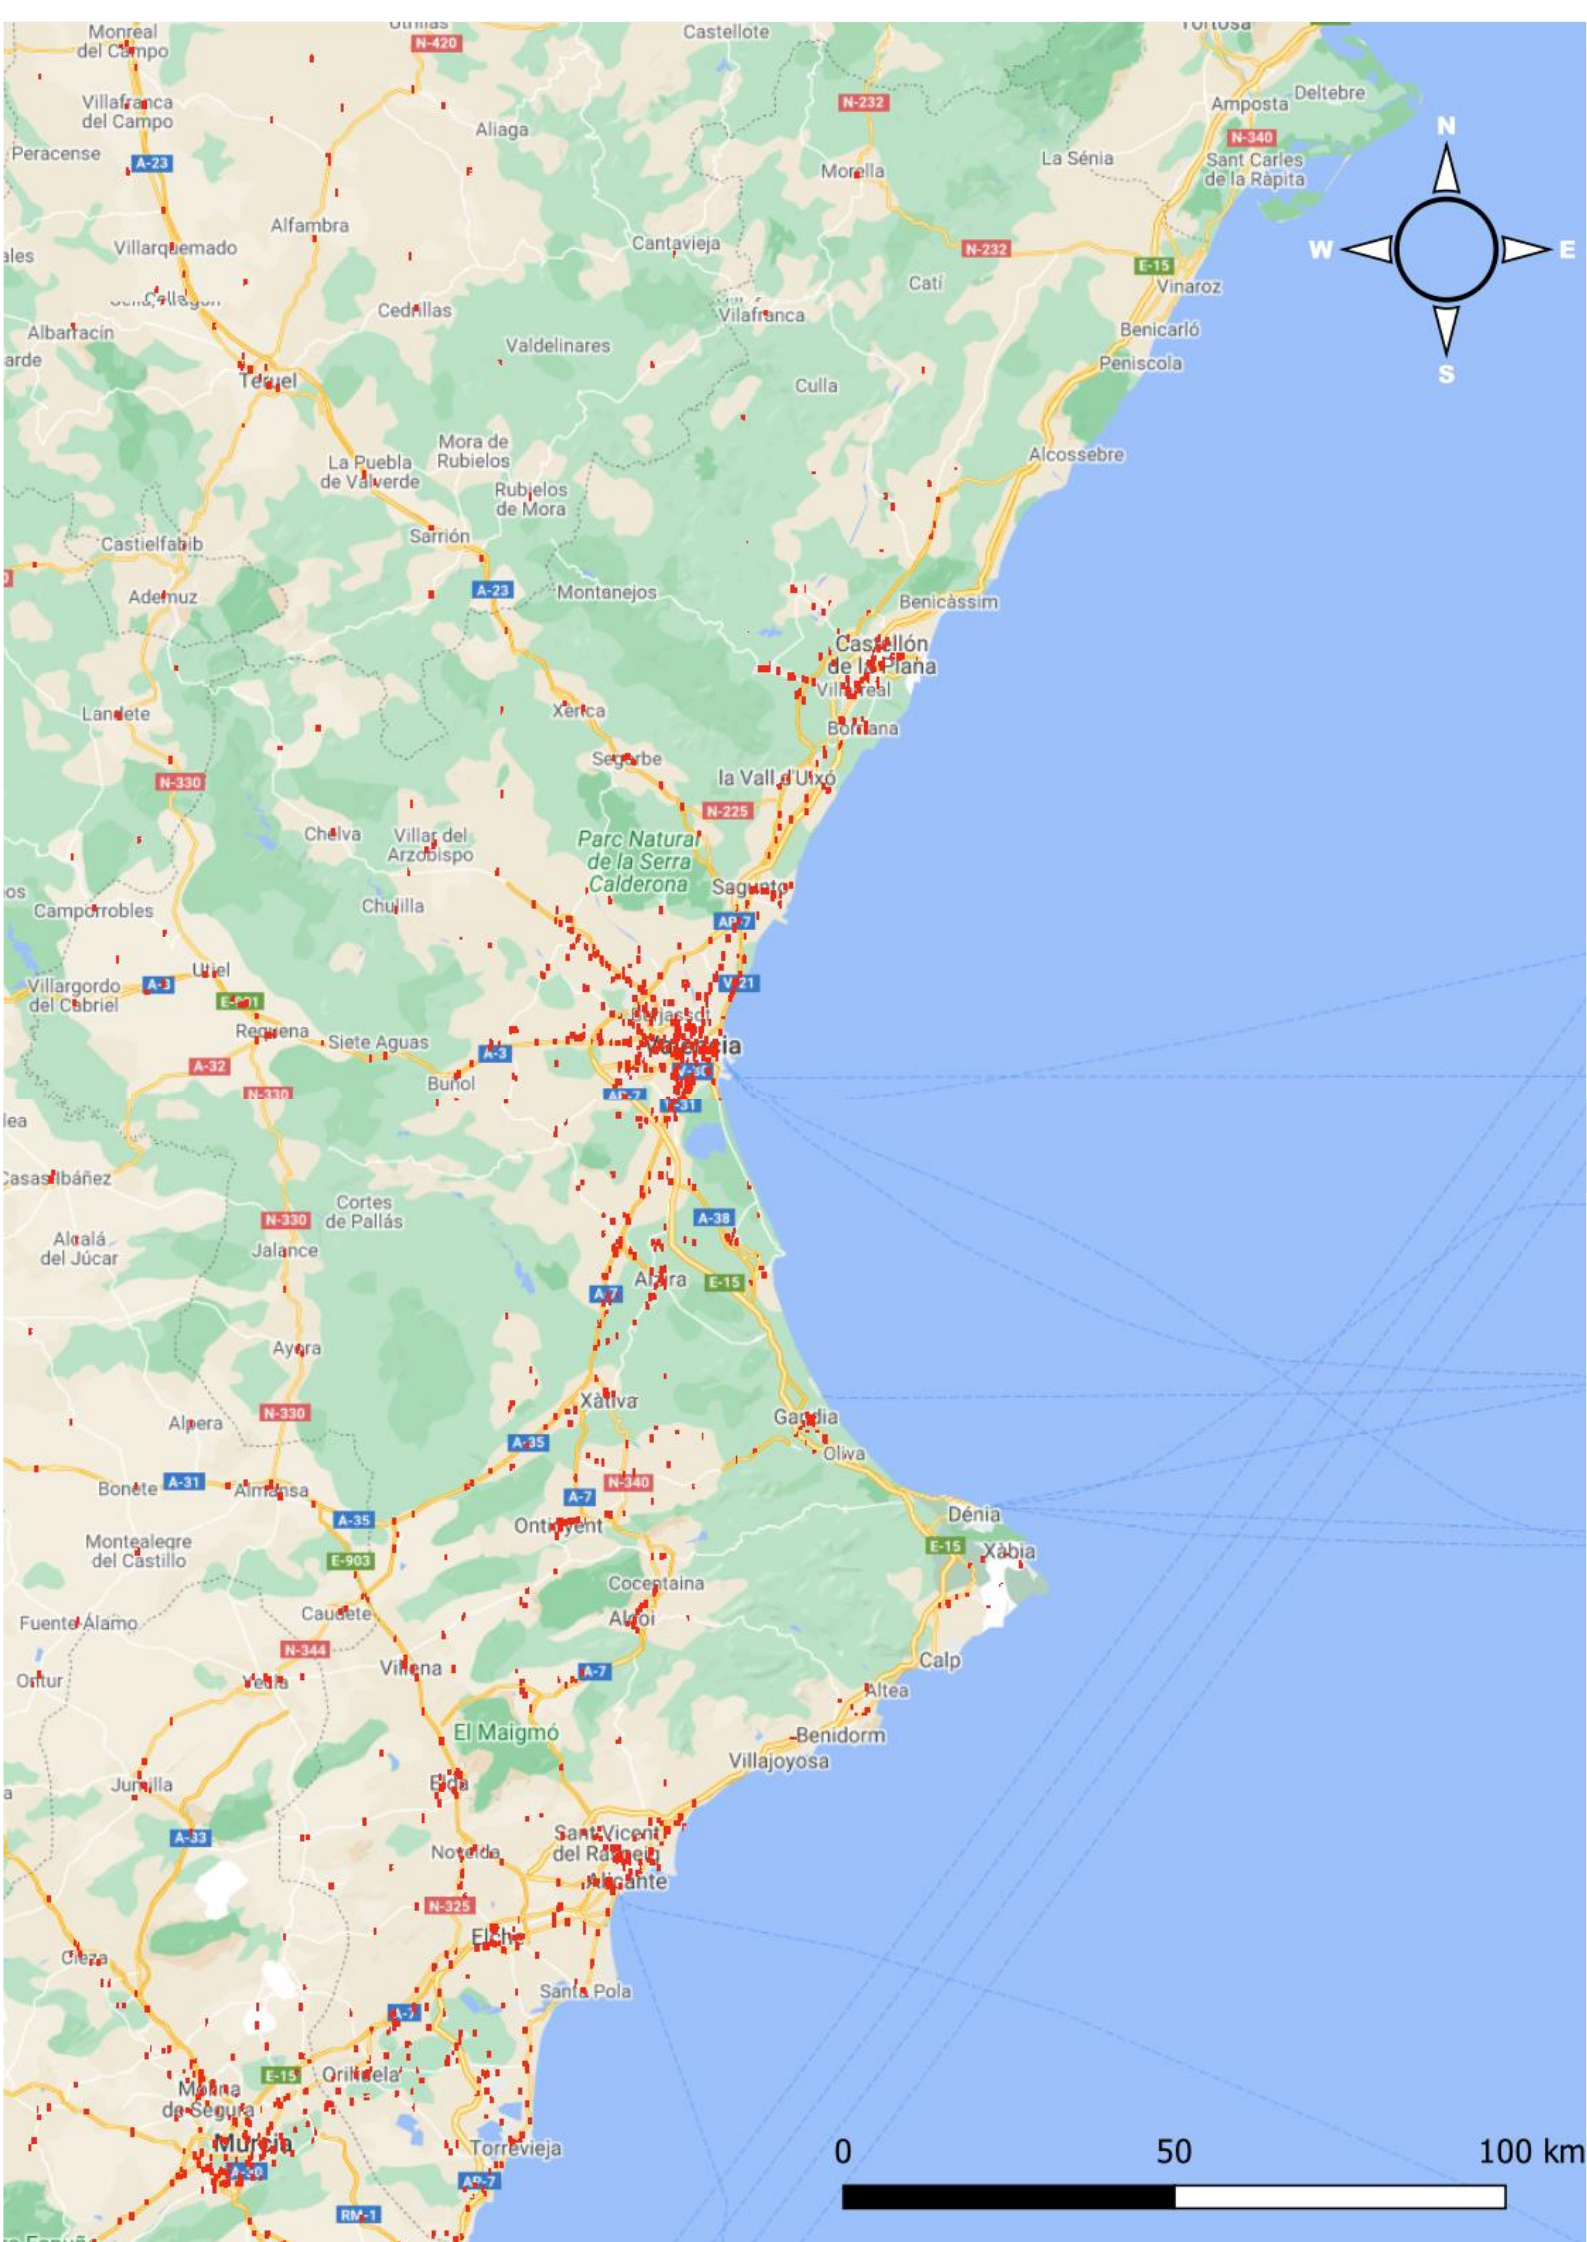 Monreal
del Campo
N-420
Castellote
Tortosa
Villafranca
del Campo
N-232
Deltebre
Amposta
N
Aliaga
N-340
Peracense
A-23
La Sénia
Sant Carles
de la Ràpita
Morella
Alfambra
Villarquemado
Cantavieja
N-232
W
E
E-15
Catí
Vinaroz
Cedrillas
Vilafranca
Albarracín
Benicarló
Valdelinares
Peniscola
S
Teruel
Culla
Mora de
Rubielos
La Puebla
de Valverde
Alcossebre
Rubielos
de Mora
Sarrión
Castielfabib
A-23
Montanejos
Ademuz
Benicàssim
Castellón
de la Plana
Villarreal
Landete
Xérica
Borriana
Segorbe
la Vall d'Uixó
N-330
N-225
Chelva
Villar del
Arzobispo
Parc Natural
de la Serra
Calderona
Sagunto
Camporrobles
Chulilla
AP-7
Utiel
Villargordo
del Cabriel
A-3
V-21
E-901
Requena
Burjassot
Siete Aguas
Valencia
A-3
A-32
V-30
Buñol
N-330
AP-7
V-31
Casas Ibáñez
Cortes
de Pallás
N-330
A-38
Alcalá
del Júcar
Jalance
Alzira
E-15
A-7
Ayora
Xàtiva
N-330
Gandia
Alpera
A-35
Oliva
A-31
N-340
Bonete
Almansa
A-7
Dénia
A-35
Ontinyent
Montealegre
del Castillo
E-15
Xàbia
E-903
Cocentaina
Caudete
Alcoi
Fuente Álamo
N-344
Calp
Villena
A-7
Ontur
Yecla
Altea
El Maigmó
Benidorm
Villajoyosa
Jumilla
Elda
Sant Vicent
del Raspeig
A-33
Novelda
Alicante
N-325
Elche
Cieza
Santa Pola
A-7
E-15
Orihuela
Molina
de Segura
Murcia
Torrevieja
0 50 100 km
A-30
AP-7
RM-1